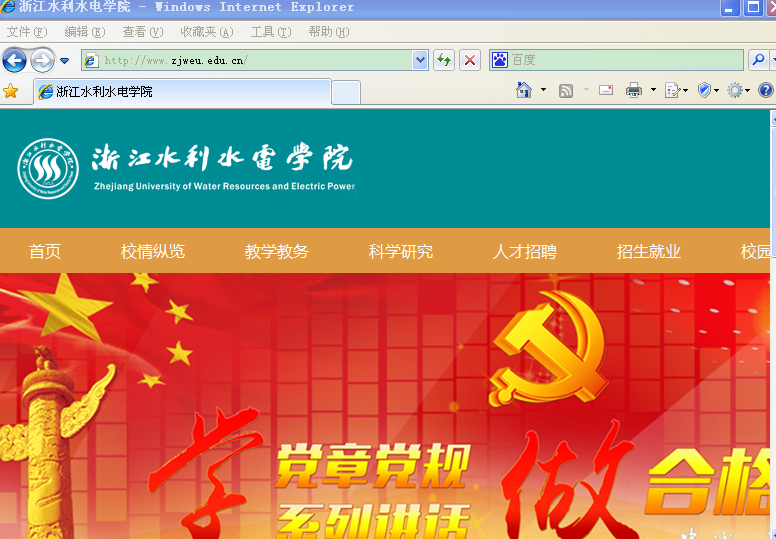 浙江水利水电学院 - Windows Internet Explorer
文件(F) 编辑(E) 查看(V) 收藏夹(A) 工具(T) 帮助(H)
http://www.zjweu.edu.cn/
百度
浙江水利水电学院
浙江水利水電學院
Zhejiang University of Water Resources and Electric Power
首页 校情纵览 教学教务 科学研究 人才招聘 招生就业 校园
学 党章党规 做 合格
系列讲话